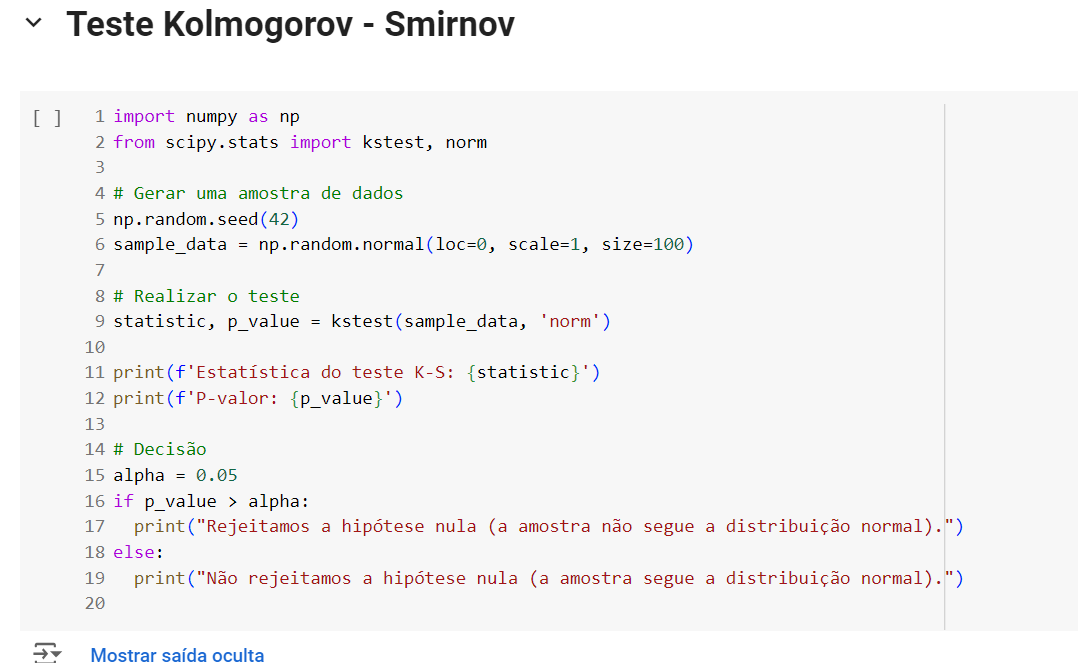 Teste Kolmogorov - Smirnov
[ ]
1 import numpy as np
2 from scipy.stats import kstest, norm
3
4 # Gerar uma amostra de dados
5 np.random.seed(42)
6 sample_data = np.random.normal(loc=0, scale=1, size=100)
7
8 # Realizar o teste
9 statistic, p_value = kstest(sample_data, 'norm')
10
11 print(f'Estatística do teste K-S: {statistic}')
12 print(f'P-valor: {p_value}')
13
14 # Decisão
15 alpha = 0.05
16 if p_value > alpha:
17   print("Rejeitamos a hipótese nula (a amostra não segue a distribuição normal).")
18 else:
19   print("Não rejeitamos a hipótese nula (a amostra segue a distribuição normal).")
20
Mostrar saída oculta